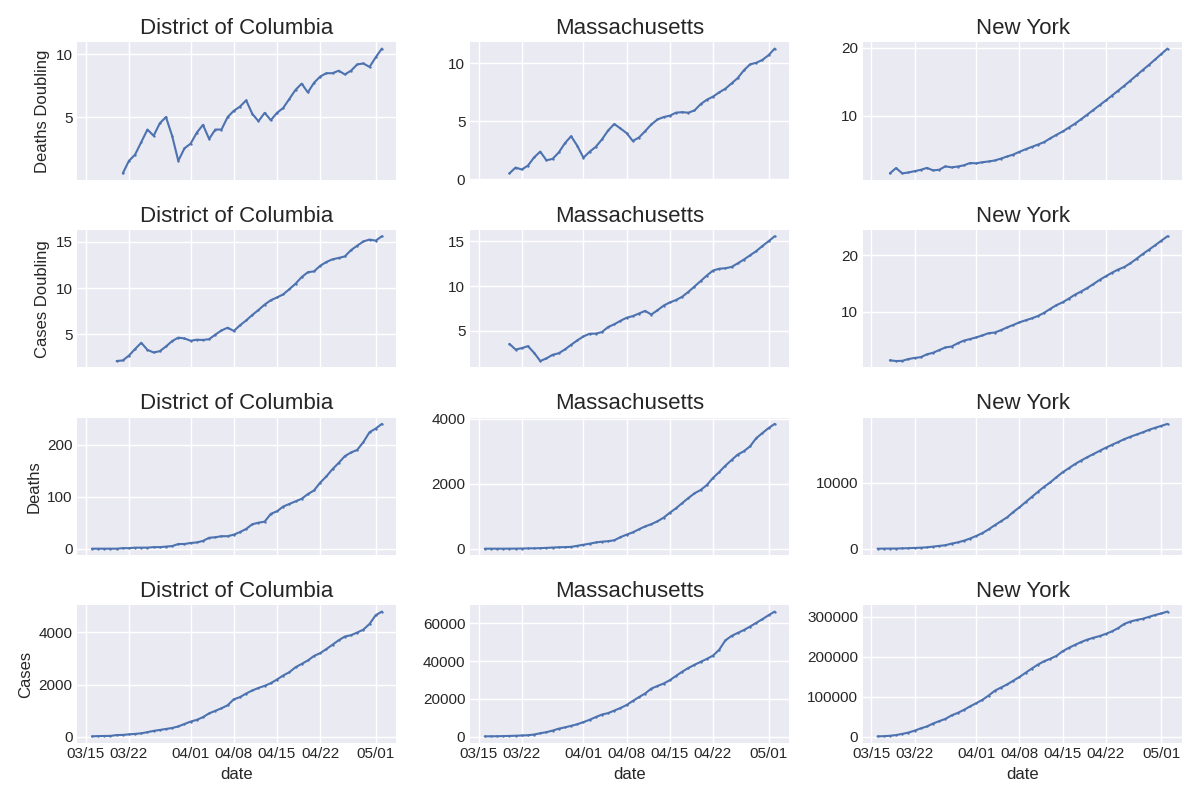 District of Columbia Massachusetts New York
Deaths Doubling
10
5
10
5
0
20
10
District of Columbia Massachusetts New York
Cases Doubling
15
10
5
15
10
5
20
10
District of Columbia Massachusetts New York
Deaths
200
100
0
4000
2000
0
10000
0
District of Columbia Massachusetts New York
Cases
4000
2000
0
60000
40000
20000
0
300000
200000
100000
0
03/15 03/22 04/01 04/08 04/15 04/22 05/01
03/15 03/22 04/01 04/08 04/15 04/22 05/01
03/15 03/22 04/01 04/08 04/15 04/22 05/01
date date date